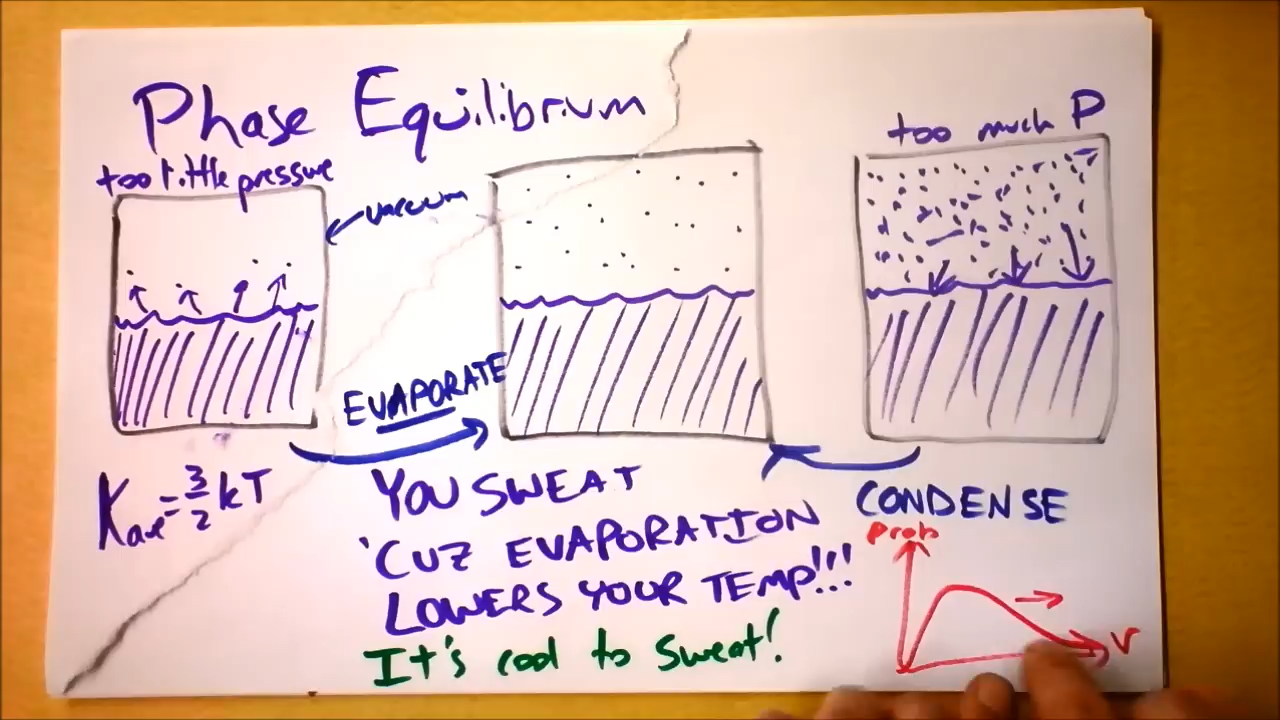 Phase Equilibrium
too little pressure
vacuum
too much P
EVAPORATE
CONDENSE
Kave = 3/2 kT
YOU SWEAT
'CUZ EVAPORATION
LOWERS YOUR TEMP!!!
It's cool to sweat!
Prob
v